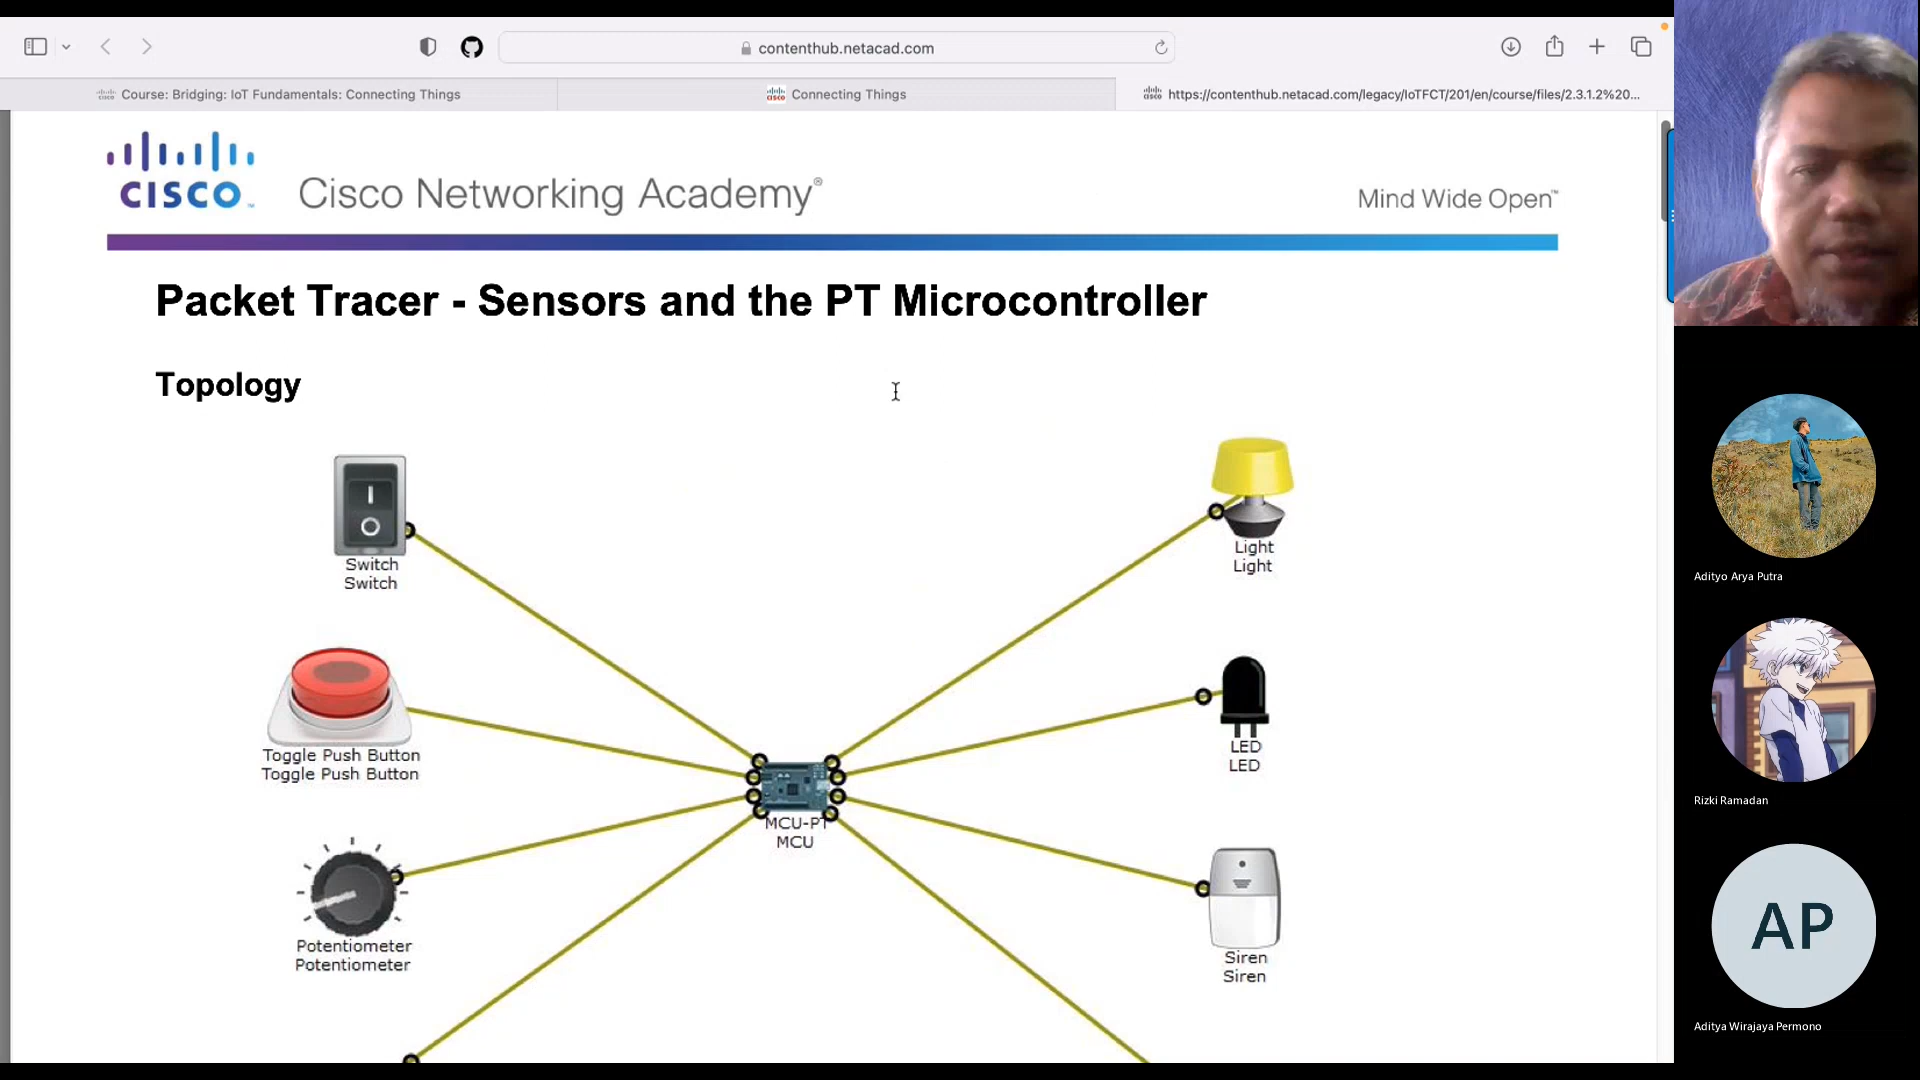 contenthub.netacad.com
Course: Bridging: IoT Fundamentals: Connecting Things
Connecting Things
https://contenthub.netacad.com/legacy/IoTFCT/201/en/course/files/2.3.1.2%20...
CISCO™ Cisco Networking Academy® Mind Wide Open™
Packet Tracer - Sensors and the PT Microcontroller
Topology
Switch
Switch
Light
Light
Toggle Push Button
Toggle Push Button
LED
LED
MCU-PT
MCU
Potentiometer
Potentiometer
Siren
Siren
Adityo Arya Putra
Rizki Ramadan
AP
Aditya Wirajaya Permono